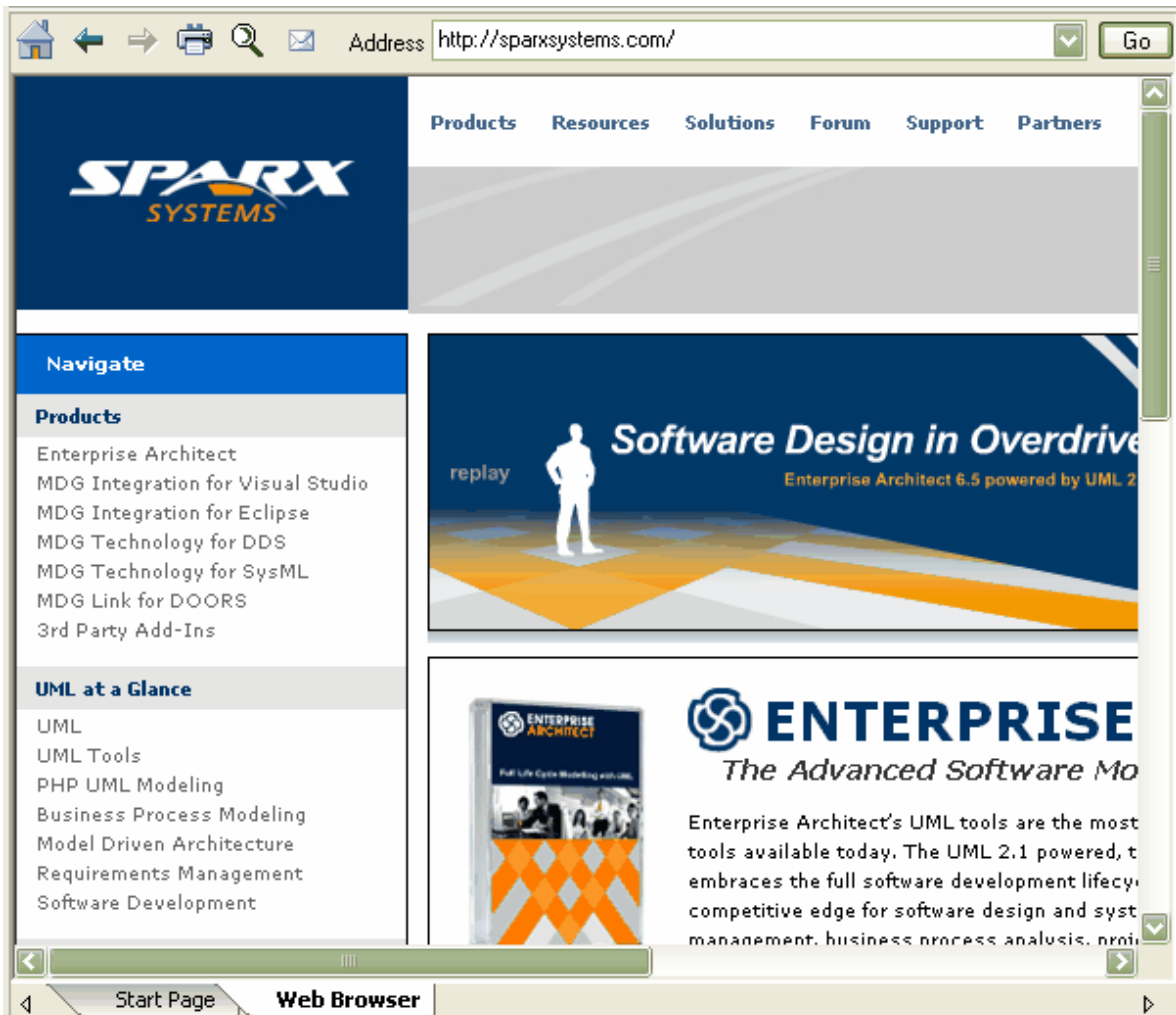 Address http://sparxsystems.com/ Go
Products Resources Solutions Forum Support Partners
SPARX
SYSTEMS
Navigate
Products
Enterprise Architect
MDG Integration for Visual Studio
MDG Integration for Eclipse
MDG Technology for DDS
MDG Technology for SysML
MDG Link for DOORS
3rd Party Add-Ins
UML at a Glance
UML
UML Tools
PHP UML Modeling
Business Process Modeling
Model Driven Architecture
Requirements Management
Software Development
Software Design in Overdrive
replay
Enterprise Architect 6.5 powered by UML 2
ENTERPRISE
ARCHITECT
Full Life Cycle Modelling with UML
ENTERPRISE
The Advanced Software Mo
Enterprise Architect's UML tools are the most
tools available today. The UML 2.1 powered, t
embraces the full software development lifecy
competitive edge for software design and syst
management, business process analysis, proj
Start Page Web Browser